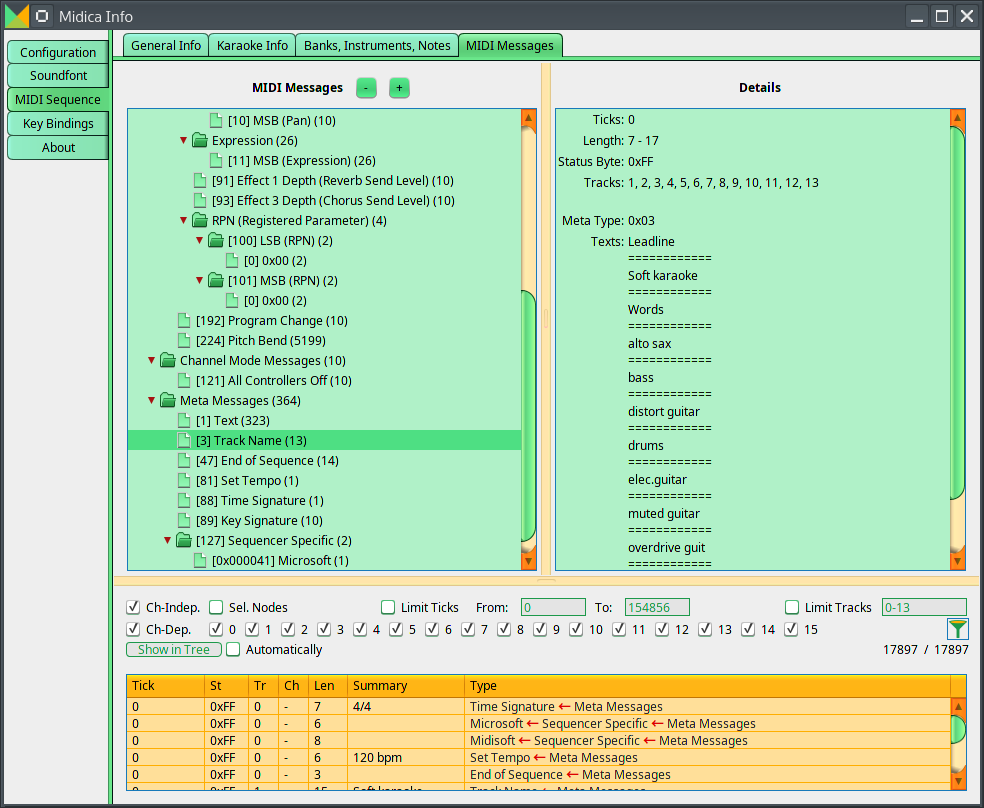 Midica Info
Configuration
Soundfont
MIDI Sequence
Key Bindings
About
General Info Karaoke Info Banks, Instruments, Notes MIDI Messages
MIDI Messages - +
[10] MSB (Pan) (10)
Expression (26)
[11] MSB (Expression) (26)
[91] Effect 1 Depth (Reverb Send Level) (10)
[93] Effect 3 Depth (Chorus Send Level) (10)
RPN (Registered Parameter) (4)
[100] LSB (RPN) (2)
[0] 0x00 (2)
[101] MSB (RPN) (2)
[0] 0x00 (2)
[192] Program Change (10)
[224] Pitch Bend (5199)
Channel Mode Messages (10)
[121] All Controllers Off (10)
Meta Messages (364)
[1] Text (323)
[3] Track Name (13)
[47] End of Sequence (14)
[81] Set Tempo (1)
[88] Time Signature (1)
[89] Key Signature (10)
[127] Sequencer Specific (2)
[0x000041] Microsoft (1)
Details
Ticks: 0
Length: 7 - 17
Status Byte: 0xFF
Tracks: 1, 2, 3, 4, 5, 6, 7, 8, 9, 10, 11, 12, 13
Meta Type: 0x03
Texts: Leadline
============
Soft karaoke
============
Words
============
alto sax
============
bass
============
distort guitar
============
drums
============
elec.guitar
============
muted guitar
============
overdrive guit
============
Ch-Indep. Sel. Nodes Limit Ticks From: 0 To: 154856 Limit Tracks 0-13
Ch-Dep. 0 1 2 3 4 5 6 7 8 9 10 11 12 13 14 15
Show in Tree Automatically 17897 / 17897
Tick St Tr Ch Len Summary Type
0 0xFF 0 - 7 4/4 Time Signature ← Meta Messages
0 0xFF 0 - 6 Microsoft ← Sequencer Specific ← Meta Messages
0 0xFF 0 - 8 Midisoft ← Sequencer Specific ← Meta Messages
0 0xFF 0 - 6 120 bpm Set Tempo ← Meta Messages
0 0xFF 0 - 3 End of Sequence ← Meta Messages
0 0xFF 1 - 15 Soft karaoke Track Name ← Meta Messages